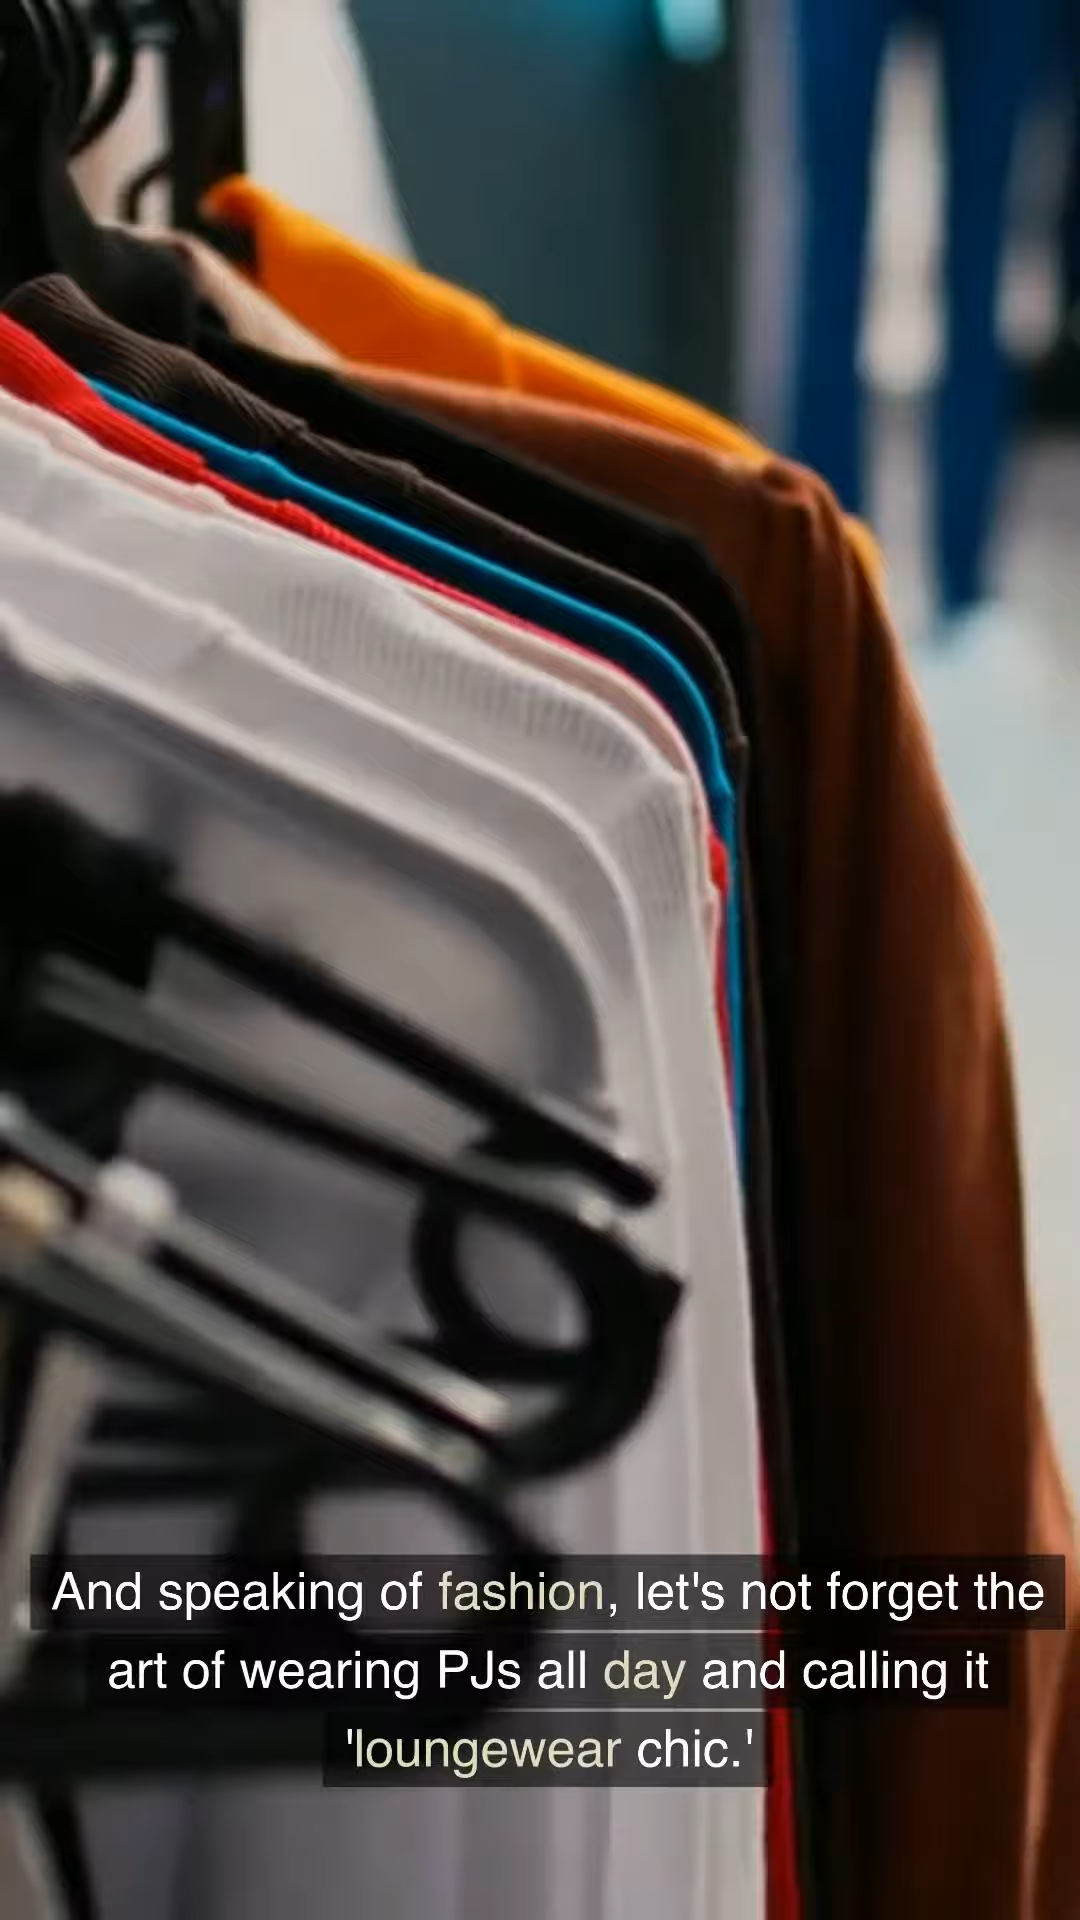 And speaking of fashion, let's not forget the
art of wearing PJs all day and calling it
'loungewear chic.'